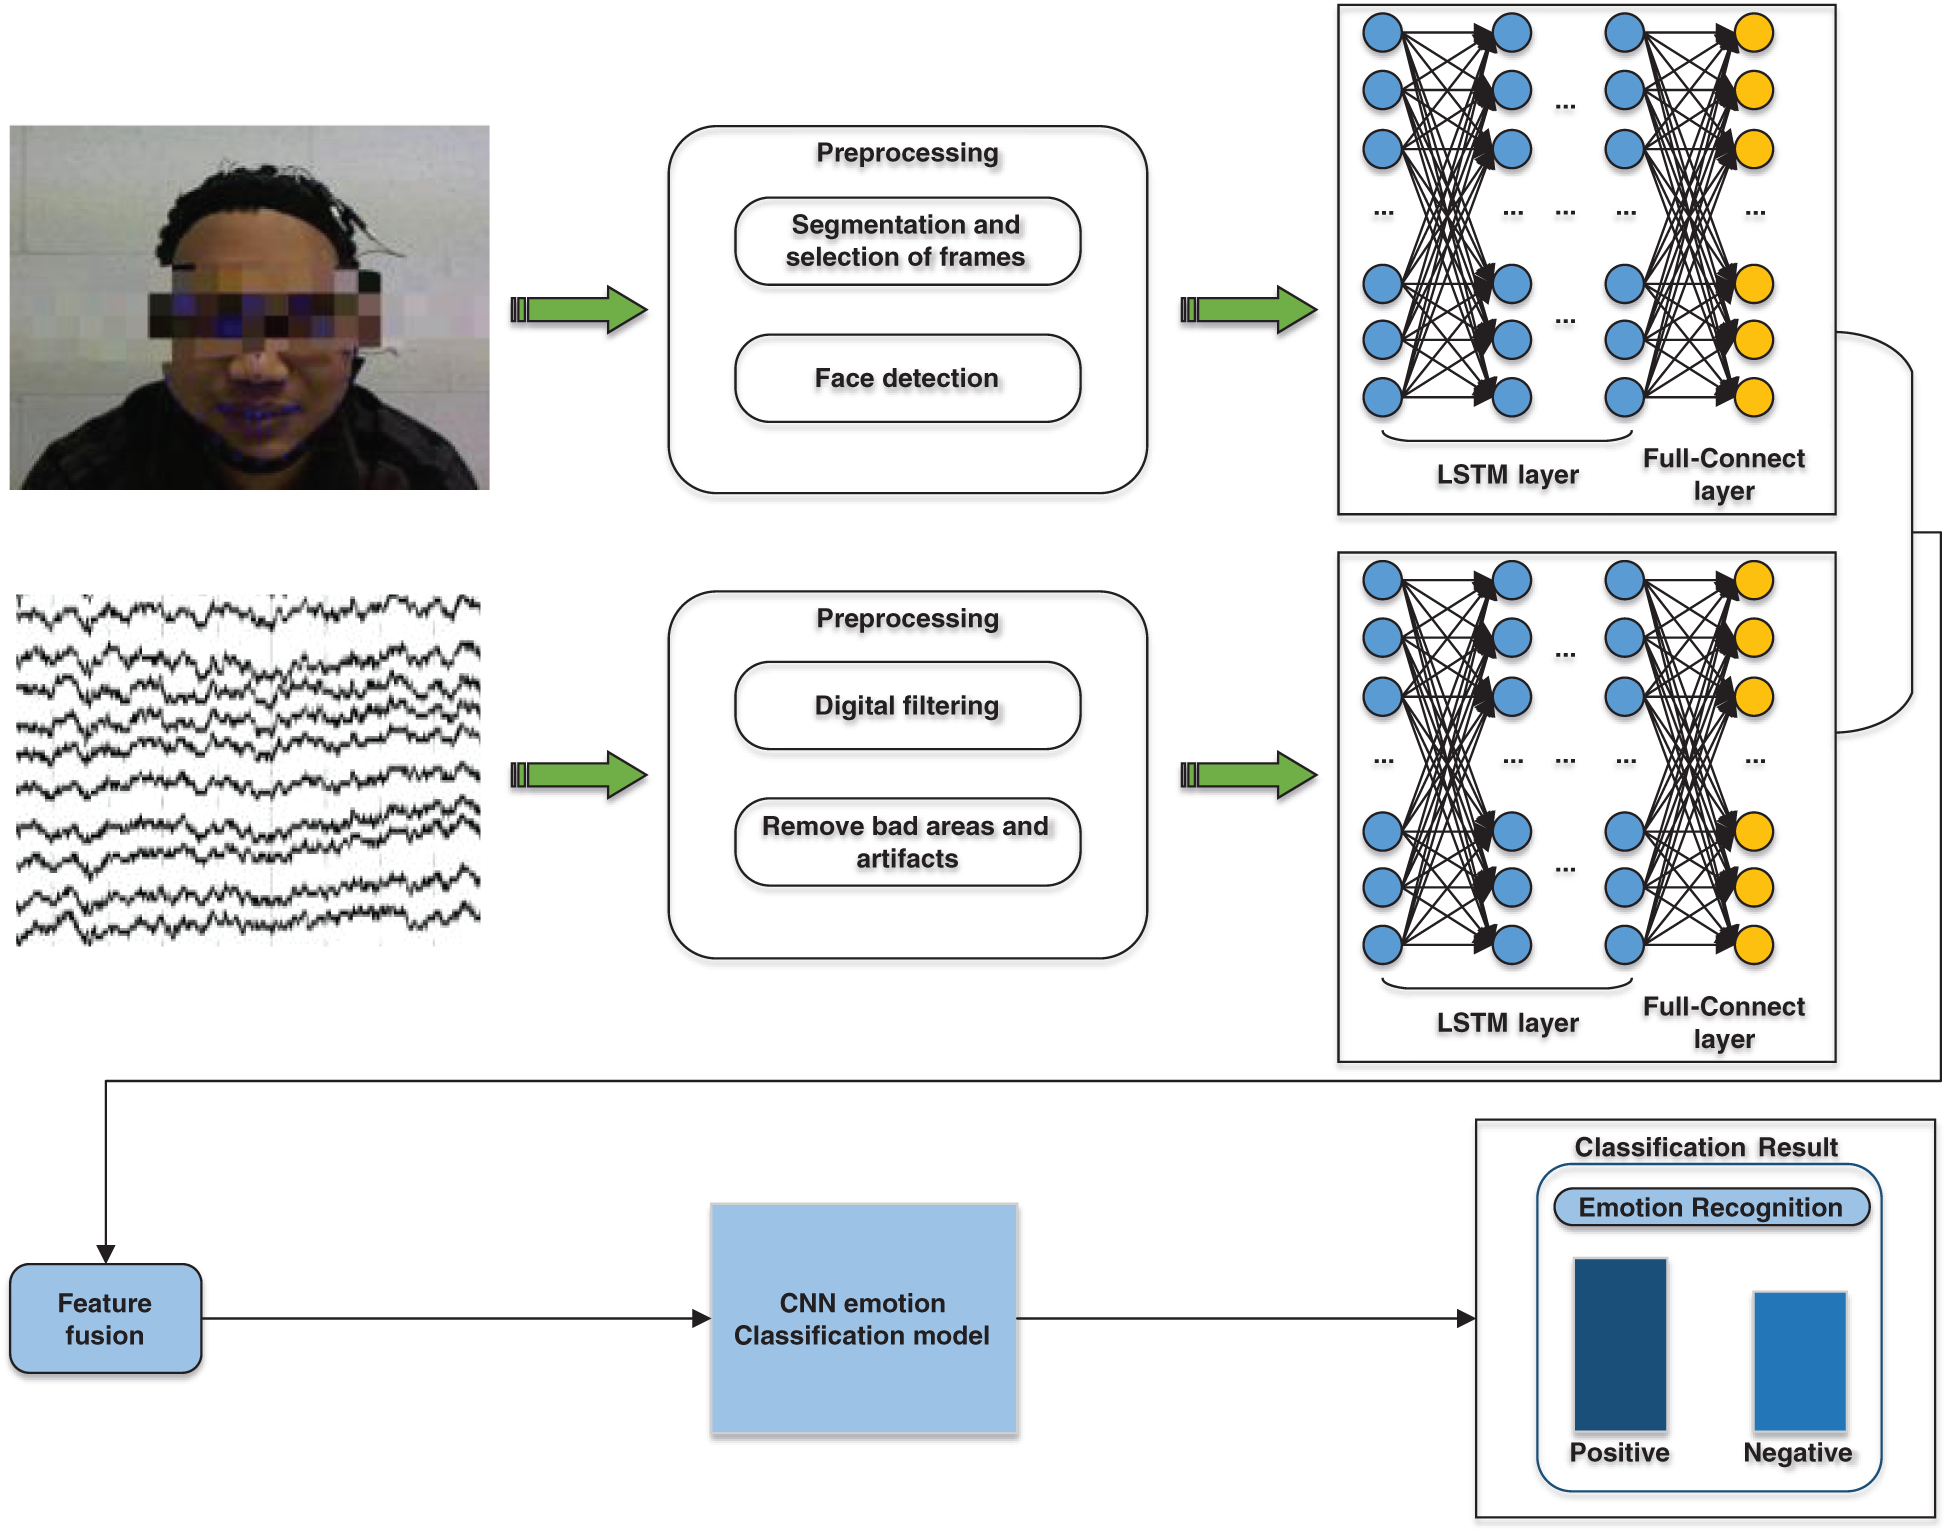 Preprocessing
Segmentation and
selection of frames
Face detection
...
...
...
...
...
...
...
LSTM layer
Full-Connect
layer
Preprocessing
Digital filtering
Remove bad areas and
artifacts
...
...
...
...
...
...
...
LSTM layer
Full-Connect
layer
Feature
fusion
CNN emotion
Classification model
Classification Result
Emotion Recognition
Positive
Negative